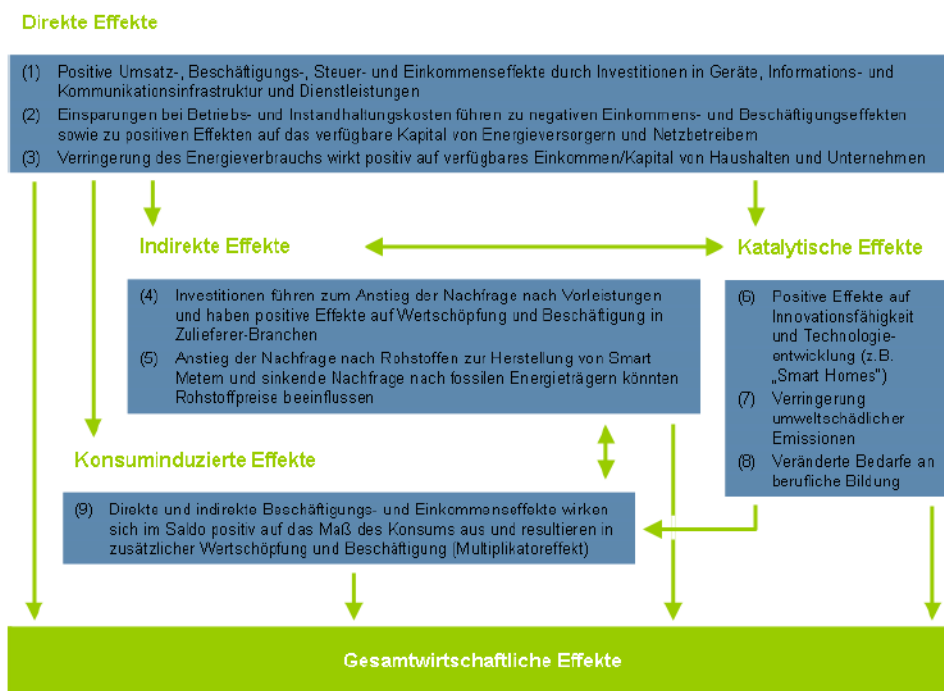 Direkte Effekte
(1) Positive Umsatz-, Beschäftigungs-, Steuer- und Einkommenseffekte durch Investitionen in Geräte, Informations- und
Kommunikationsinfrastruktur und Dienstleistungen
(2) Einsparungen bei Betriebs- und Instandhaltungskosten führen zu negativen Einkommens- und Beschäftigungseffekten
sowie zu positiven Effekten auf das verfügbare Kapital von Energieversorgern und Netzbetreibern
(3) Verringerung des Energieverbrauchs wirkt positiv auf verfügbares Einkommen/Kapital von Haushalten und Unternehmen
Indirekte Effekte
(4) Investitionen führen zum Anstieg der Nachfrage nach Vorleistungen
und haben positive Effekte auf Wertschöpfung und Beschäftigung in
Zulieferer-Branchen
(5) Anstieg der Nachfrage nach Rohstoffen zur Herstellung von Smart
Metern und sinkende Nachfrage nach fossilen Energieträgern könnten
Rohstoffpreise beeinflussen
Katalytische Effekte
(6) Positive Effekte auf
Innovationsfähigkeit
und Technologie-
entwicklung (z.B.
„Smart Homes")
(7) Verringerung
umweltschädlicher
Emissionen
(8) Veränderte Bedarfe an
berufliche Bildung
Konsuminduzierte Effekte
(9) Direkte und indirekte Beschäftigungs- und Einkommenseffekte wirken
sich im Saldo positiv auf das Maß des Konsums aus und resultieren in
zusätzlicher Wertschöpfung und Beschäftigung (Multiplikatoreffekt)
Gesamtwirtschaftliche Effekte